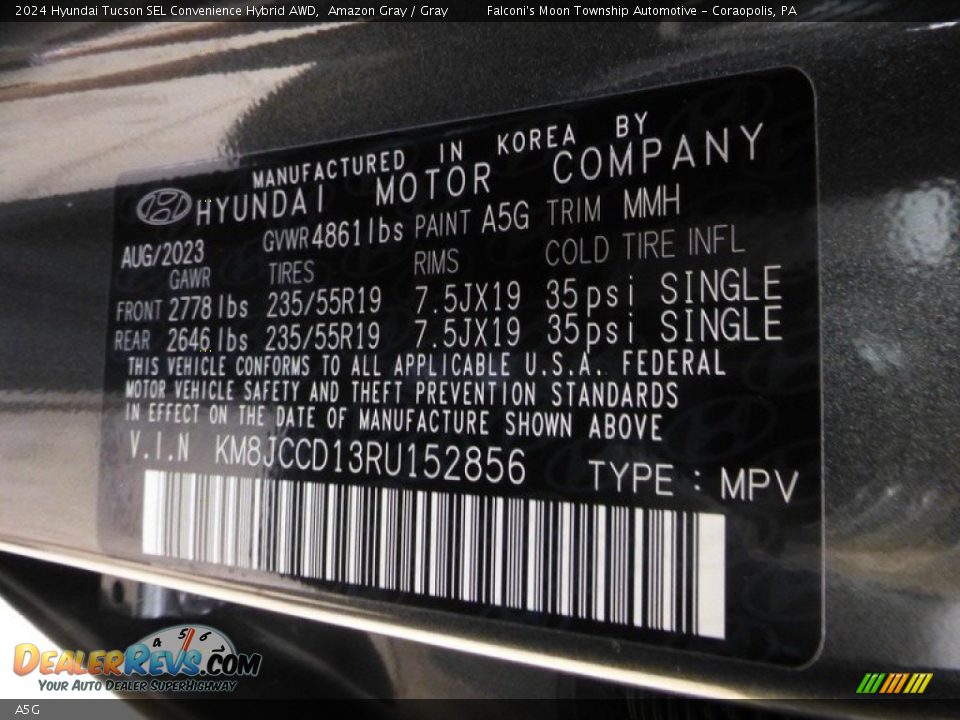 2024 Hyundai Tucson SEL Convenience Hybrid AWD, Amazon Gray / Gray Falconi's Moon Township Automotive - Coraopolis, PA
MANUFACTURED IN KOREA BY
HYUNDAI MOTOR COMPANY
AUG/2023 GVWR 4861lbs PAINT A5G TRIM MMH
GAWR TIRES RIMS COLD TIRE INFL
FRONT 2778 lbs 235/55R19 7.5JX19 35psi SINGLE
REAR 2646 lbs 235/55R19 7.5JX19 35psi SINGLE
THIS VEHICLE CONFORMS TO ALL APPLICABLE U.S.A. FEDERAL
MOTOR VEHICLE SAFETY AND THEFT PREVENTION STANDARDS
IN EFFECT ON THE DATE OF MANUFACTURE SHOWN ABOVE
V.I.N KM8JCCD13RU152856 TYPE : MPV
4 5 6
DEALERREVS.COM
YOUR AUTO DEALER SUPERHIGHWAY
A5G